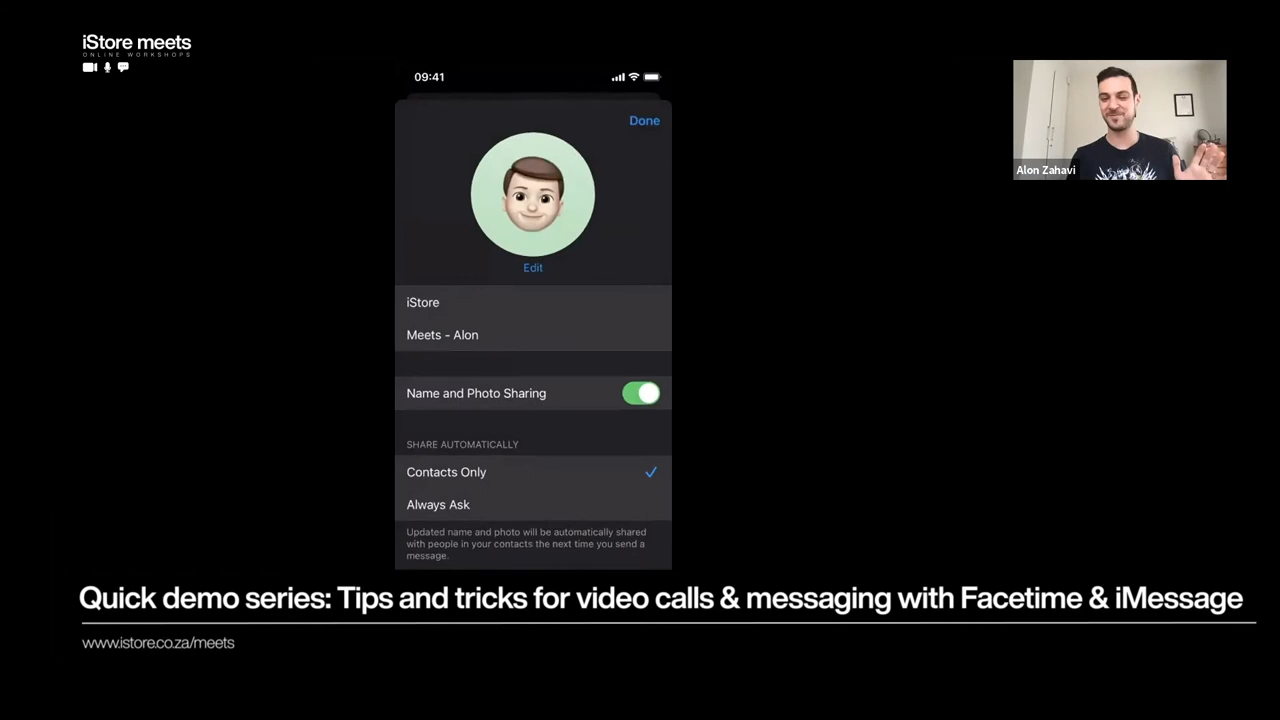 iStore meets
ONLINE WORKSHOPS
09:41
Done
Alon Zahavi
Edit
iStore
Meets - Alon
Name and Photo Sharing
SHARE AUTOMATICALLY
Contacts Only
Always Ask
Updated name and photo will be automatically shared
with people in your contacts the next time you send a
message.
Quick demo series: Tips and tricks for video calls & messaging with Facetime & iMessage
www.istore.co.za/meets